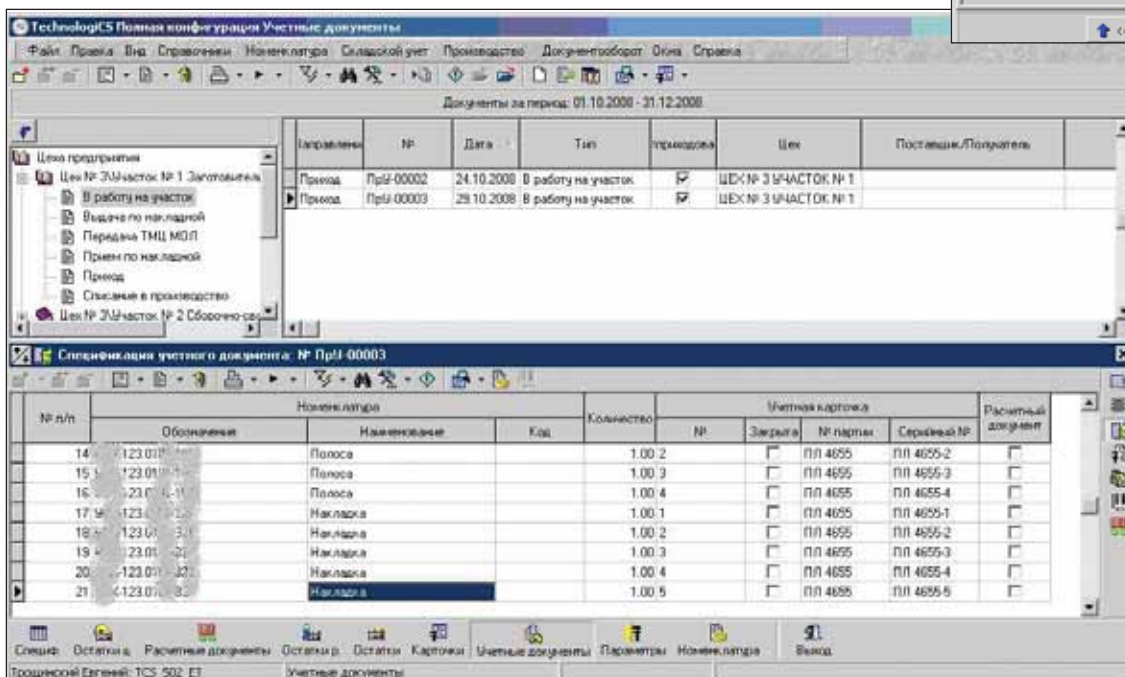 TechnologiCS Полная конфигурация Учетные документы
Файл Правка Вид Справочники Номенклатура Складской учет Производство Документооборот Окна Справка
Документы за период: 01.10.2008 - 31.12.2008
Цеха предприятия
Цех № 3\Участок № 1 Заготовител
В работу на участок
Выдача по накладной
Передача ТМЦ МОЛ
Прием по накладной
Приход
Списание в производство
Цех № 3\Участок № 2 Сборочно-сва
Направлени № Дата Тип Цех Поставщик/Получатель
Приход ПрУ-00002 24.10.2008 В работу на участок ЦЕХ № 3 УЧАСТОК № 1
Приход ПрУ-00003 29.10.2008 В работу на участок ЦЕХ № 3 УЧАСТОК № 1
Спецификация учетного документа: № ПрУ-00003
№ п/п Номенклатура Количество Учетная карточка Расчетный документ
Обозначение Наименование Код № Закрыта № партии Серийный №
14 Полоса 1.00 2 ПЛ 4655 ПЛ 4655-2
15 Полоса 1.00 3 ПЛ 4655 ПЛ 4655-3
16 Полоса 1.00 4 ПЛ 4655 ПЛ 4655-4
17 Накладка 1.00 1 ПЛ 4655 ПЛ 4655-1
18 Накладка 1.00 2 ПЛ 4655 ПЛ 4655-2
19 Накладка 1.00 3 ПЛ 4655 ПЛ 4655-3
20 Накладка 1.00 4 ПЛ 4655 ПЛ 4655-4
21 Накладка 1.00 5 ПЛ 4655 ПЛ 4655-5
Специф. Остатки д. Расчетные документы Остатки р. Остатки Карточки Учетные документы Параметры Номенклатура Выход
Трощинский Евгений: TCS_502_ET Учетные документы